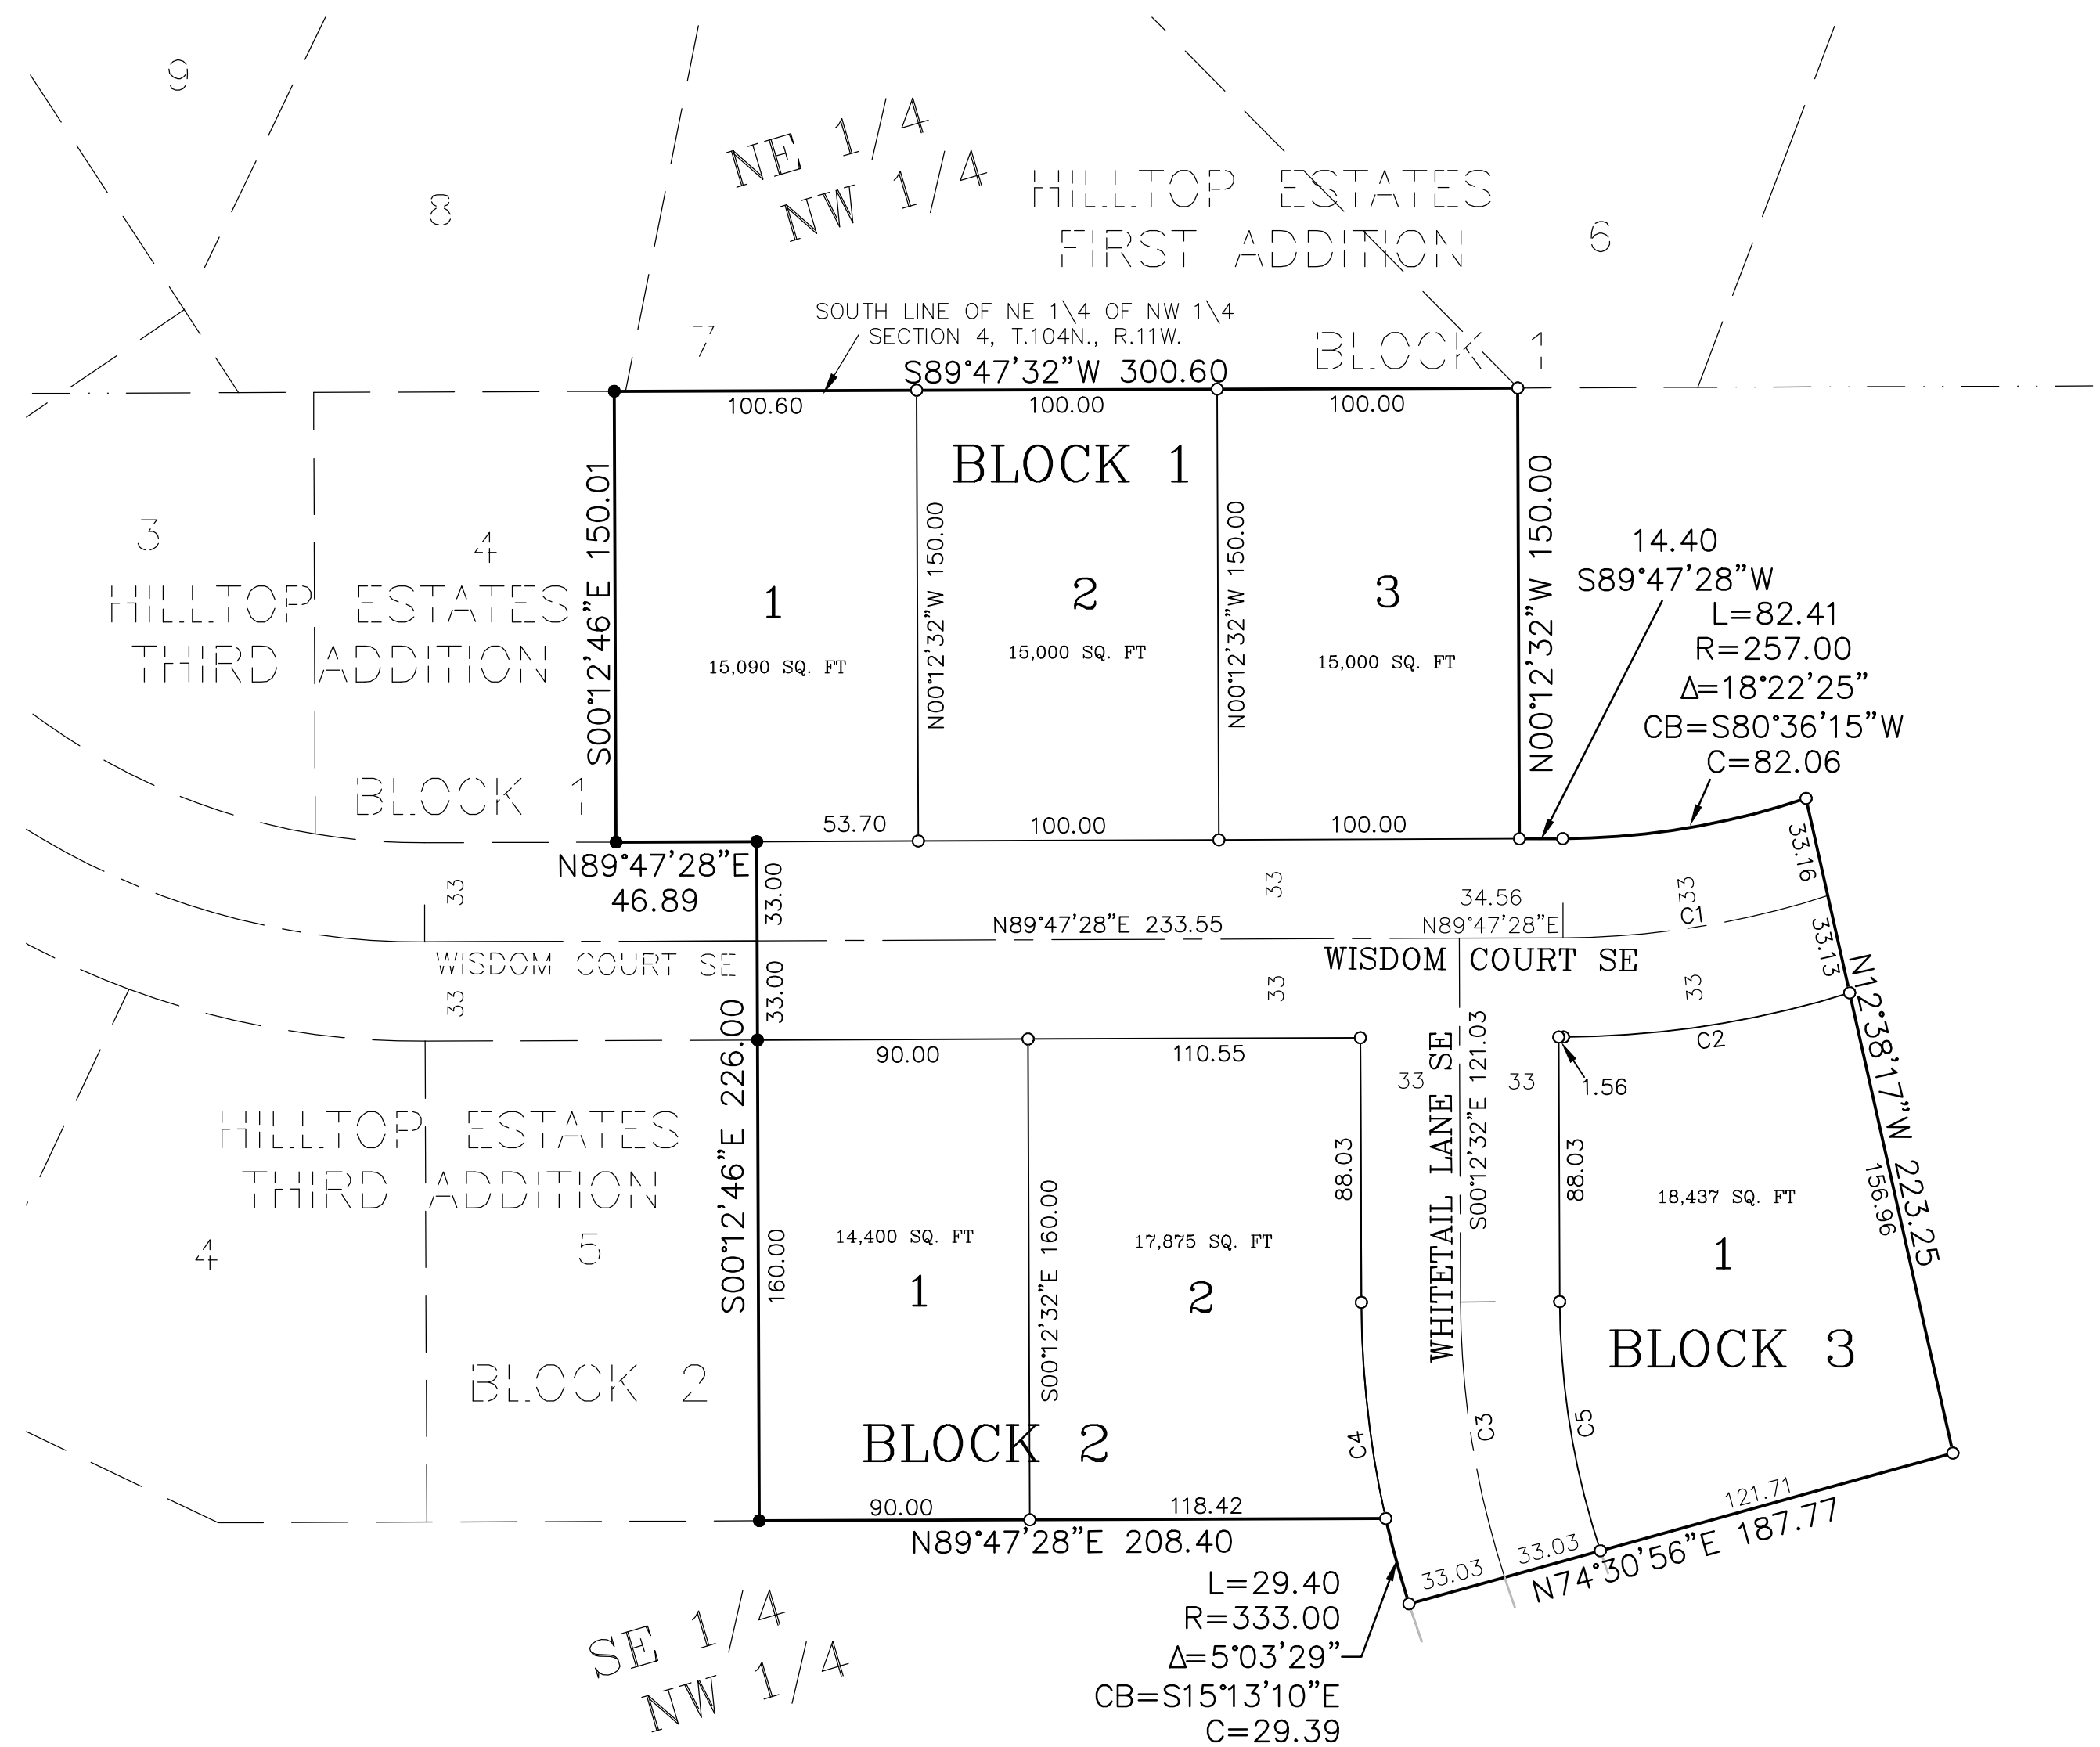 9
8
NE 1/4
NW 1/4
HILLTOP ESTATES
FIRST ADDITION
6
7
SOUTH LINE OF NE 1\4 OF NW 1\4
SECTION 4, T.104N., R.11W.
BLOCK 1
S89°47'32"W 300.60
100.60
100.00
100.00
BLOCK 1
S00°12'46"E 150.01
N00°12'32"W 150.00
N00°12'32"W 150.00
N00°12'32"W 150.00
3
4
HILLTOP ESTATES
THIRD ADDITION
BLOCK 1
1
15,090 SQ. FT
2
15,000 SQ. FT
3
15,000 SQ. FT
14.40
S89°47'28"W
L=82.41
R=257.00
Δ=18°22'25"
CB=S80°36'15"W
C=82.06
53.70
100.00
100.00
N89°47'28"E
46.89
33.00
33
33
34.56
33
33.16
C1
N89°47'28"E 233.55
N89°47'28"E
33.13
WISDOM COURT SE
WISDOM COURT SE
33
33.00
33
33
N12°38'17"W 223.25
S00°12'46"E 226.00
90.00
110.55
C2
33
33
1.56
WHITETAIL LANE SE
S00°12'32"E 121.03
HILLTOP ESTATES
THIRD ADDITION
4
5
BLOCK 2
160.00
14,400 SQ. FT
1
S00°12'32"E 160.00
17,875 SQ. FT
2
88.03
88.03
18,437 SQ. FT
1
156.96
BLOCK 3
BLOCK 2
C4
C3
C5
90.00
118.42
N89°47'28"E 208.40
121.71
33.03
33.03
N74°30'56"E 187.77
L=29.40
R=333.00
Δ=5°03'29"
CB=S15°13'10"E
C=29.39
SE 1/4
NW 1/4